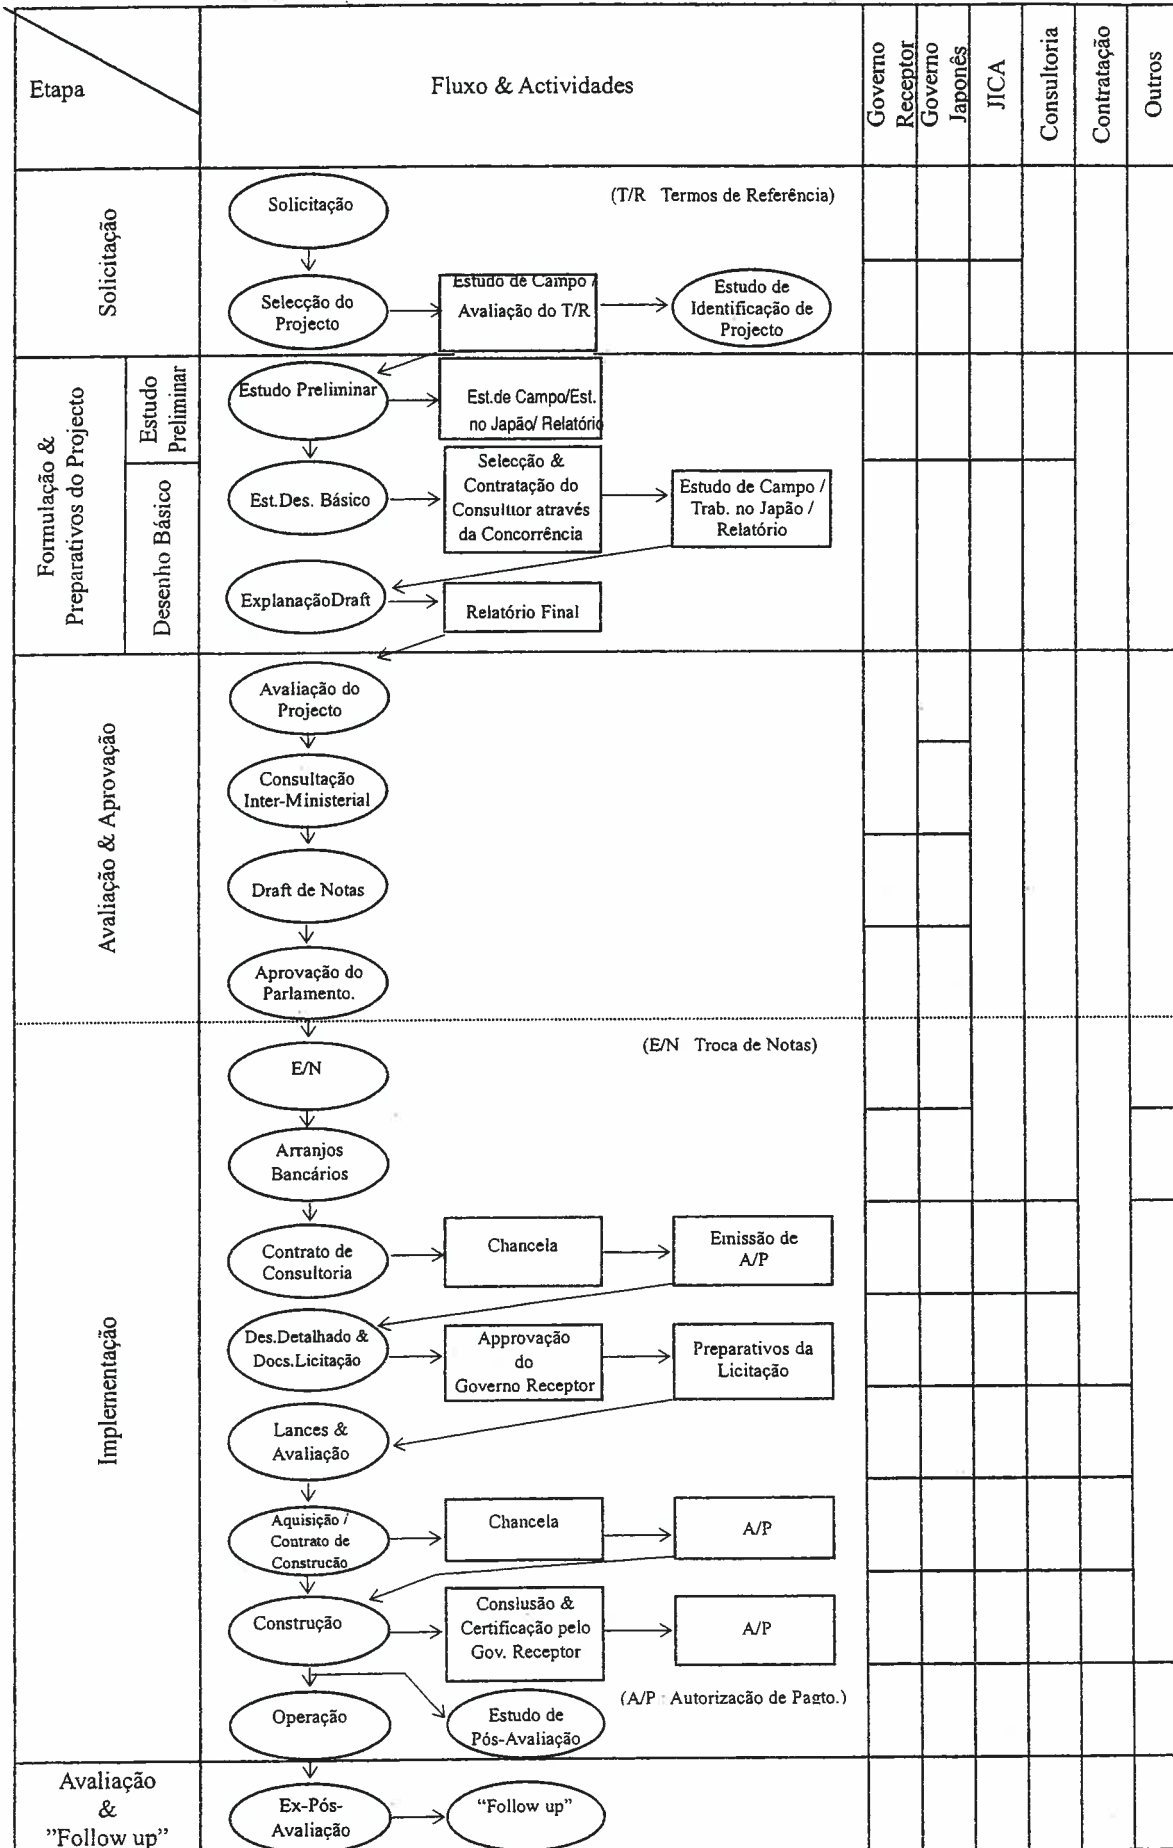 Etapa
Fluxo & Actividades
Governo
Receptor
Governo
Japonês
JICA
Consultoria
Contratação
Outros
Solicitação
Solicitação
(T/R Termos de Referência)
Selecção do
Projecto
Estudo de Campo /
Avaliação do T/R
Estudo de
Identificação de
Projecto
Formulação &
Preparativos do Projecto
Estudo
Preliminar
Estudo Preliminar
Est.de Campo/Est.
no Japão/ Relatório
Desenho Básico
Est.Des. Básico
Selecção &
Contratação do
Consulttor através
da Concorrência
Estudo de Campo /
Trab. no Japão /
Relatório
ExplanaçãoDraft
Relatório Final
Avaliação & Aprovação
Avaliação do
Projecto
Consultação
Inter-Ministerial
Draft de Notas
Aprovação do
Parlamento.
Implementação
E/N
(E/N Troca de Notas)
Arranjos
Bancários
Contrato de
Consultoria
Chancela
Emissão de
A/P
Des.Detalhado &
Docs.Licitação
Approvação
do
Governo Receptor
Preparativos da
Licitação
Lances &
Avaliação
Aquisição /
Contrato de
Construcão
Chancela
A/P
Construção
Conslusão &
Certificação pelo
Gov. Receptor
A/P
(A/P : Autorizacão de Pagto.)
Operação
Estudo de
Pós-Avaliação
Avaliação
&
"Follow up"
Ex-Pós-
Avaliação
"Follow up"